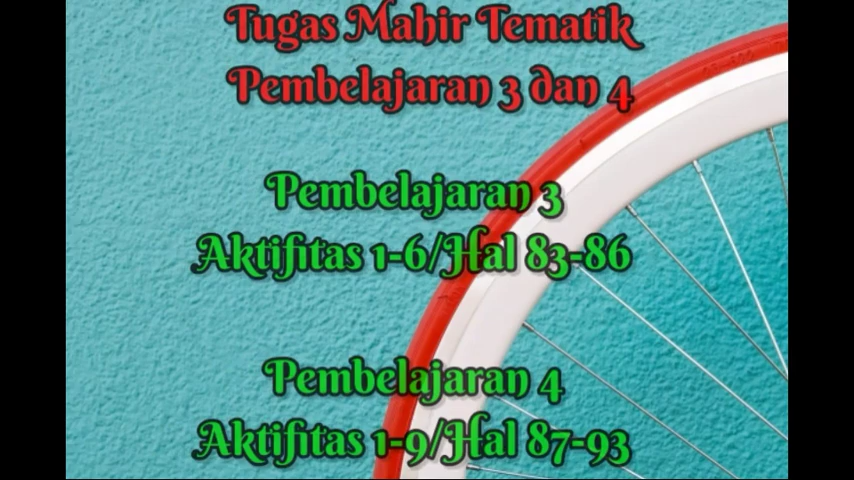 Tugas Mahir Tematik
Pembelajaran 3 dan 4
Pembelajaran 3
Aktifitas 1-6/Hal 83-86
Pembelajaran 4
Aktifitas 1-9/Hal 87-93